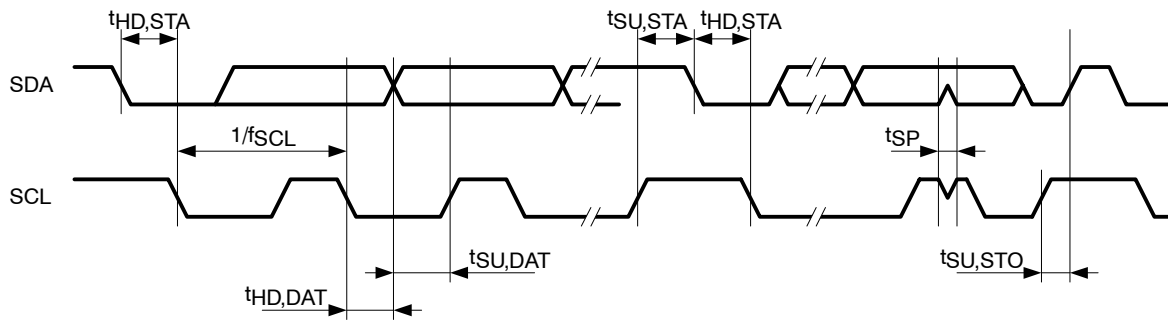 tHD,STA tSU,STA tHD,STA
SDA
1/fSCL tSP
SCL
tSU,DAT tSU,STO
tHD,DAT